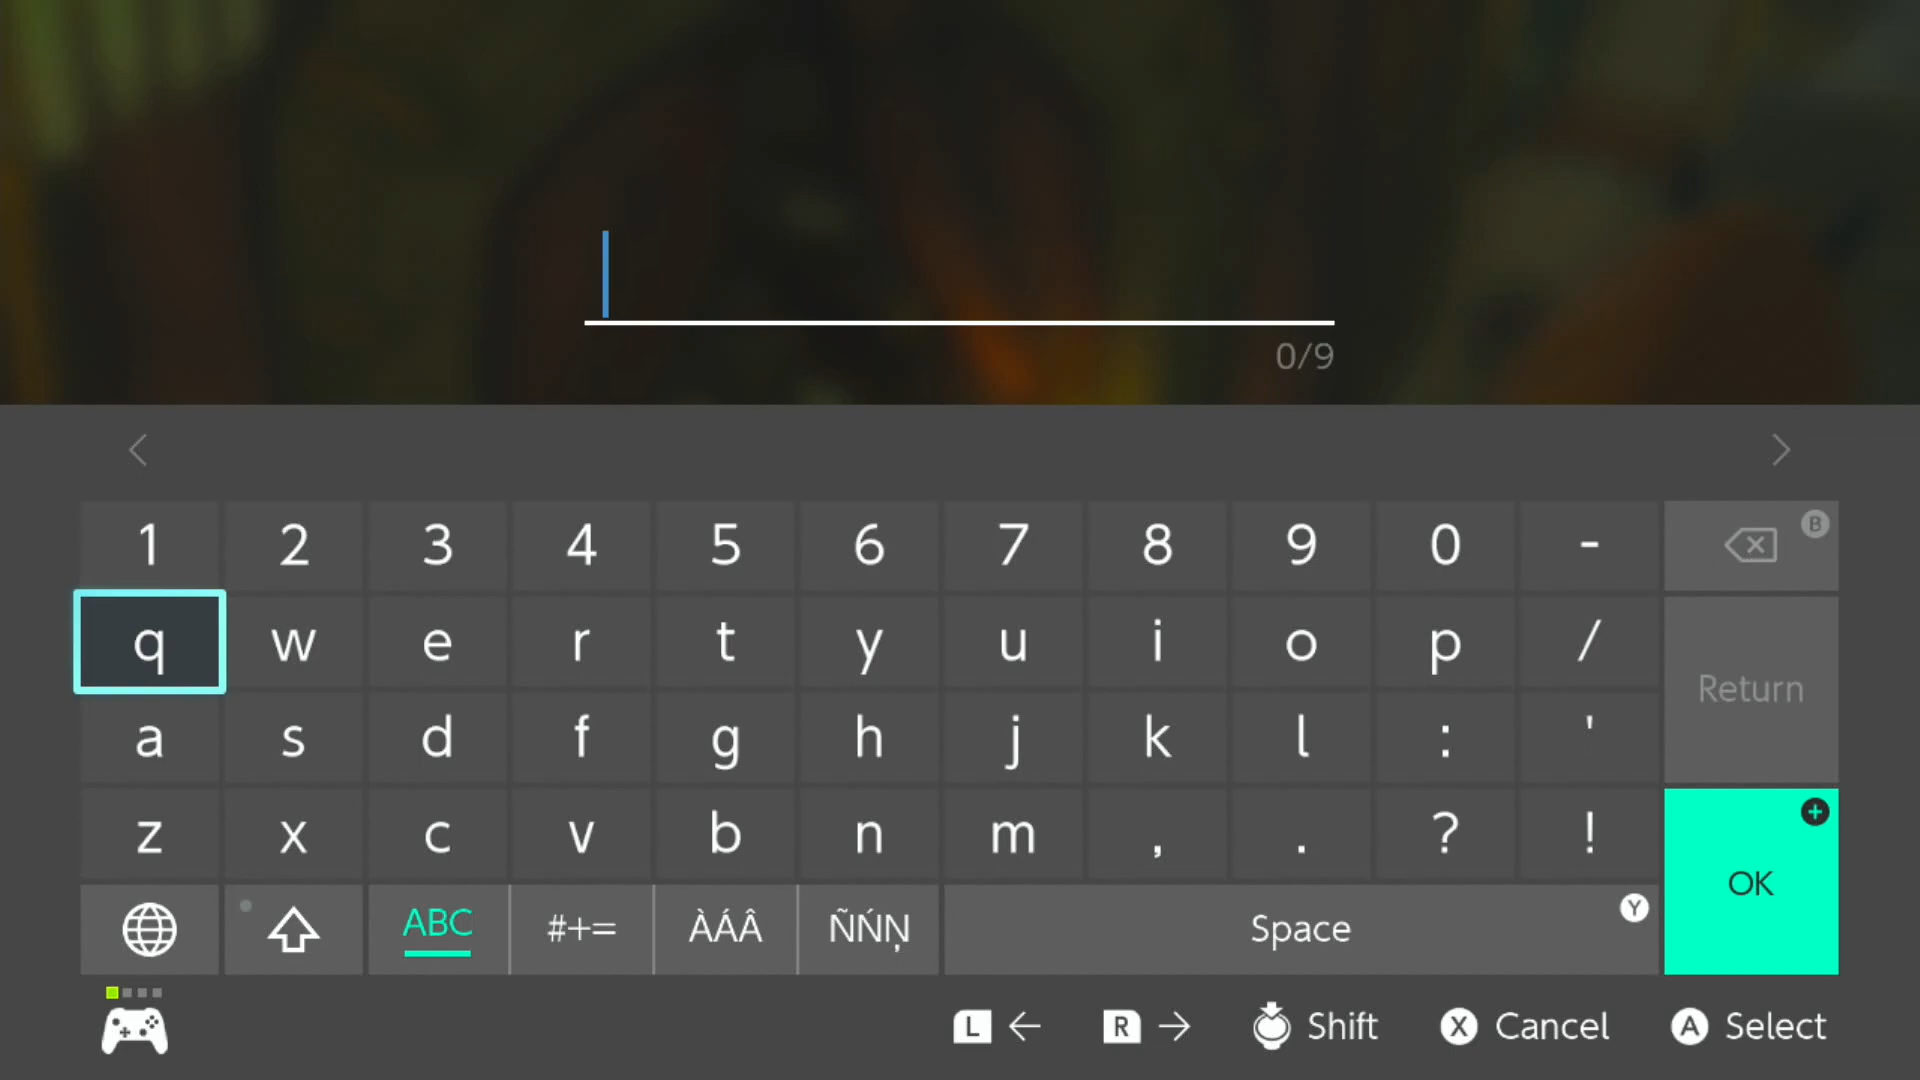 0/9
1 2 3 4 5 6 7 8 9 0 - B
q w e r t y u i o p /
Return
a s d f g h j k l : '
z x c v b n m , . ? ! +
OK
ABC #+= ÀÁÂ ÑŃŅ Space Y
L ← R → Shift X Cancel A Select